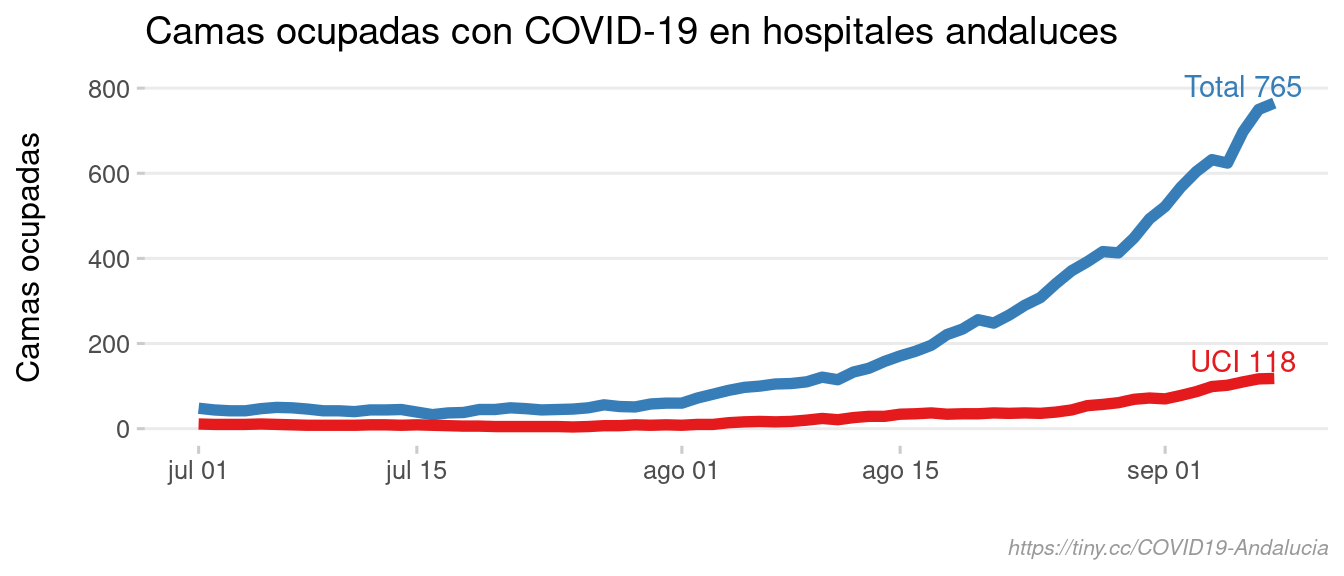 Camas ocupadas con COVID-19 en hospitales andaluces
Camas ocupadas
800
600
400
200
0
Total 765
UCI 118
jul 01
jul 15
ago 01
ago 15
sep 01
https://tiny.cc/COVID19-Andalucia